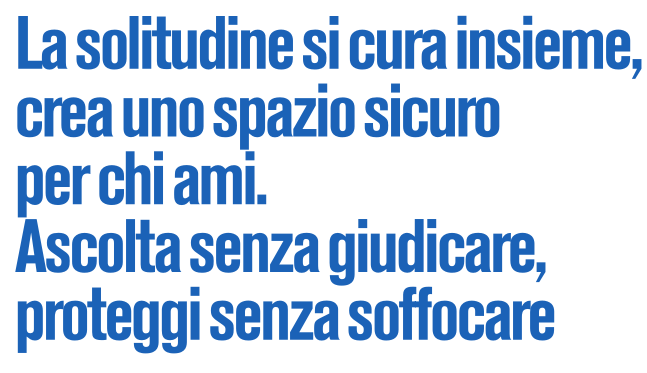 La solitudine si cura insieme,
crea uno spazio sicuro
per chi ami.
Ascolta senza giudicare,
proteggi senza soffocare